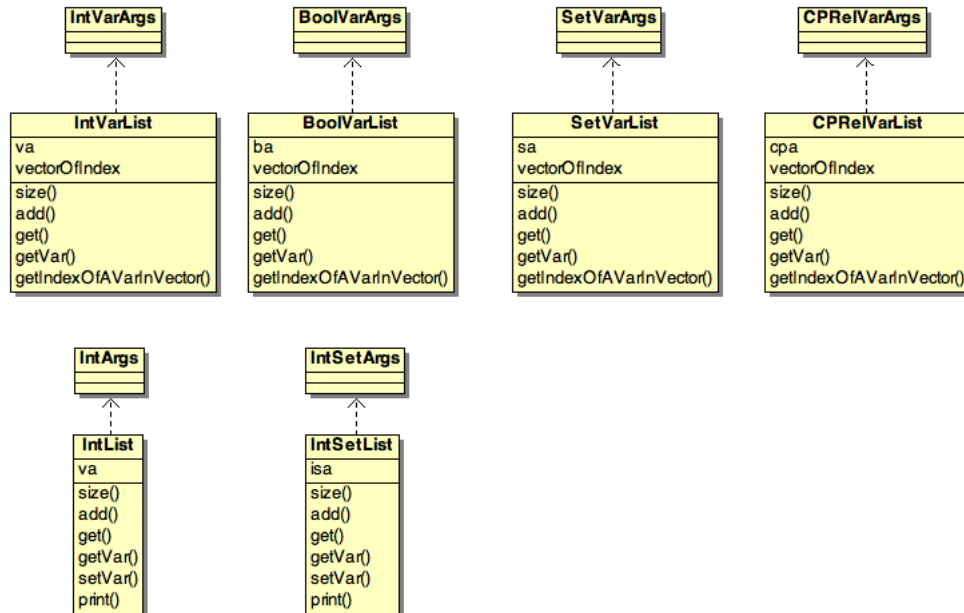 IntVarArgs
BoolVarArgs
SetVarArgs
CPRelVarArgs
IntVarList
va
vectorOfIndex
size()
add()
get()
getVar()
getIndexOfAVarInVector()
BoolVarList
ba
vectorOfIndex
size()
add()
get()
getVar()
getIndexOfAVarInVector()
SetVarList
sa
vectorOfIndex
size()
add()
get()
getVar()
getIndexOfAVarInVector()
CPRelVarList
cpa
vectorOfIndex
size()
add()
get()
getVar()
getIndexOfAVarInVector()
IntArgs
IntSetArgs
IntList
va
size()
add()
get()
getVar()
setVar()
print()
IntSetList
isa
size()
add()
get()
getVar()
setVar()
print()